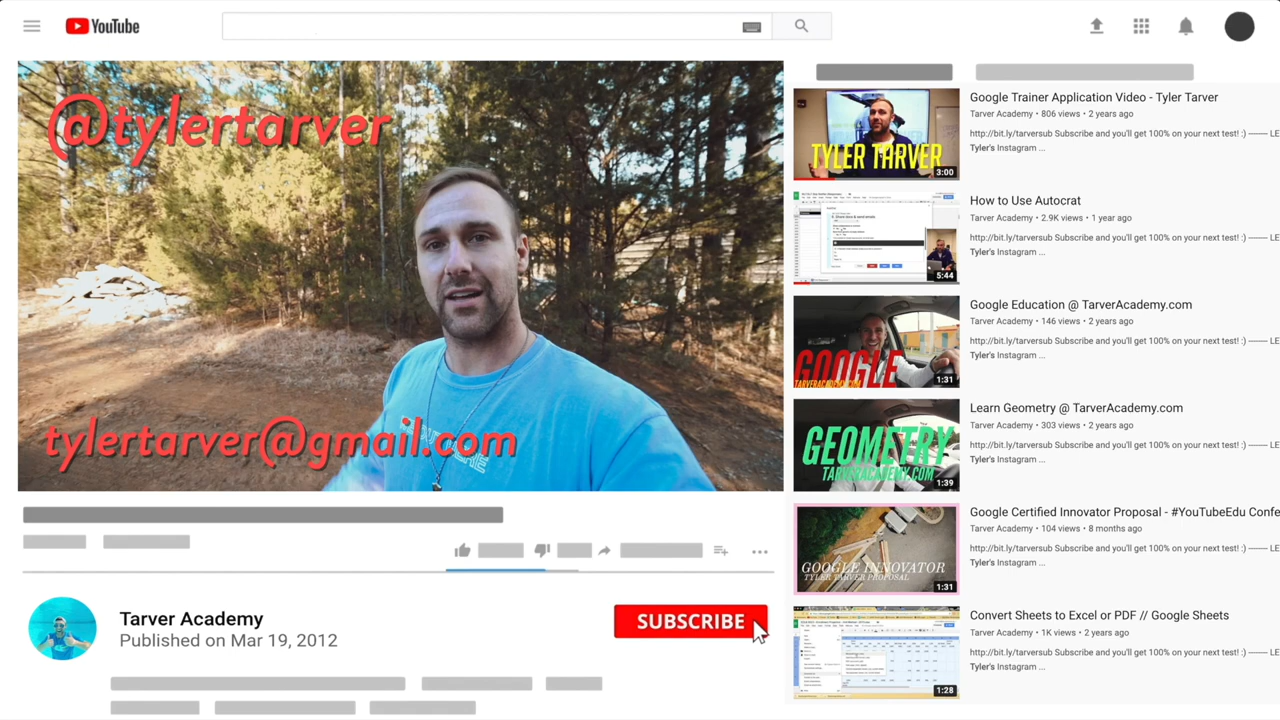 YouTube
@tylertarver
tylertarver@gmail.com
Tarver Academy
Published on Mar 19, 2012
SUBSCRIBE
TYLER TARVER
3:00
Google Trainer Application Video - Tyler Tarver
Tarver Academy • 806 views • 2 years ago
http://bit.ly/tarversub Subscribe and you'll get 100% on your next test! :) ------- LE
Tyler's Instagram ...
5:44
How to Use Autocrat
Tarver Academy • 2.9K views • 1 year ago
http://bit.ly/tarversub Subscribe and you'll get 100% on your next test! :) ------- LE
Tyler's Instagram ...
GOOGLE
TARVERACADEMY.COM
1:31
Google Education @ TarverAcademy.com
Tarver Academy • 146 views • 2 years ago
http://bit.ly/tarversub Subscribe and you'll get 100% on your next test! :) ------- LE
Tyler's Instagram ...
GEOMETRY
TARVERACADEMY.COM
1:39
Learn Geometry @ TarverAcademy.com
Tarver Academy • 303 views • 2 years ago
http://bit.ly/tarversub Subscribe and you'll get 100% on your next test! :) ------- LE
Tyler's Instagram ...
GOOGLE INNOVATOR
TYLER TARVER PROPOSAL
1:31
Google Certified Innovator Proposal - #YouTubeEdu Confe
Tarver Academy • 104 views • 8 months ago
http://bit.ly/tarversub Subscribe and you'll get 100% on your next test! :) ------- LE
Tyler's Instagram ...
1:28
Convert Sheets to Excel or PDF // Google Sheets
Tarver Academy • 1K views • 2 years ago
http://bit.ly/tarversub Subscribe and you'll get 100% on your next test! :) ------- LE
Tyler's Instagram ...